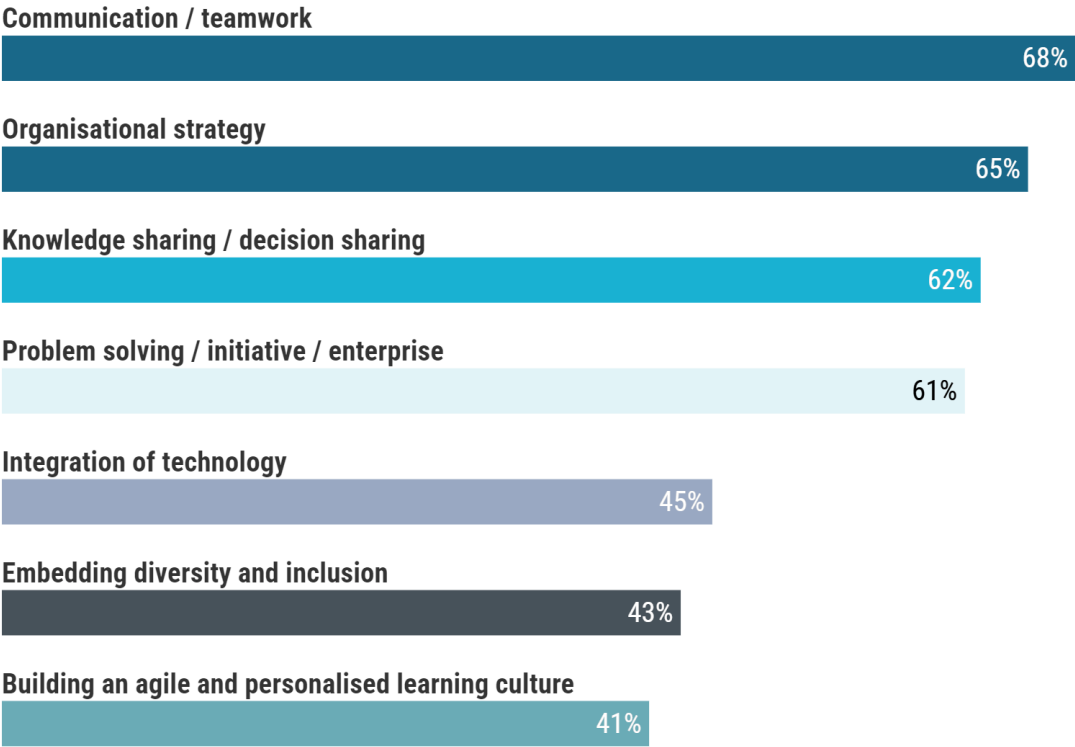 Communication / teamwork
68%
Organisational strategy
65%
Knowledge sharing / decision sharing
62%
Problem solving / initiative / enterprise
61%
Integration of technology
45%
Embedding diversity and inclusion
43%
Building an agile and personalised learning culture
41%